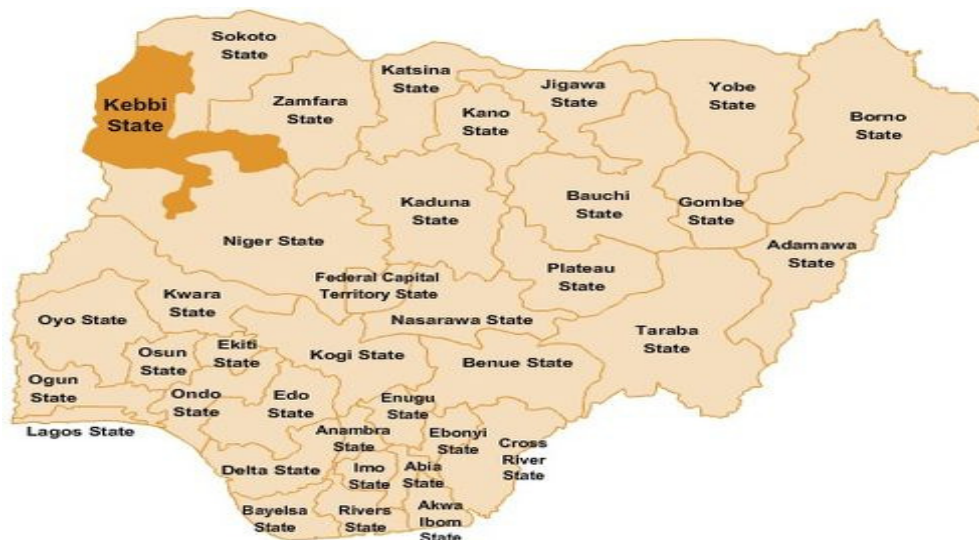 Sokoto
State
Katsina
State
Jigawa
State
Yobe
State
Borno
State
Kebbi
State
Zamfara
State
Kano
State
Kaduna
State
Bauchi
State
Gombe
State
Niger State
Adamawa
State
Federal Capital
Territory State
Plateau
State
Kwara
State
Oyo State
Nasarawa State
Taraba
State
Osun
State
Ekiti
State
Kogi State
Benue State
Ogun
State
Ondo
State
Edo
State
Enugu
State
Lagos State
Anambra
State
Ebonyi
State
Cross
River
State
Delta State
Imo
State
Abia
State
Bayelsa
State
Rivers
State
Akwa
Ibom
State